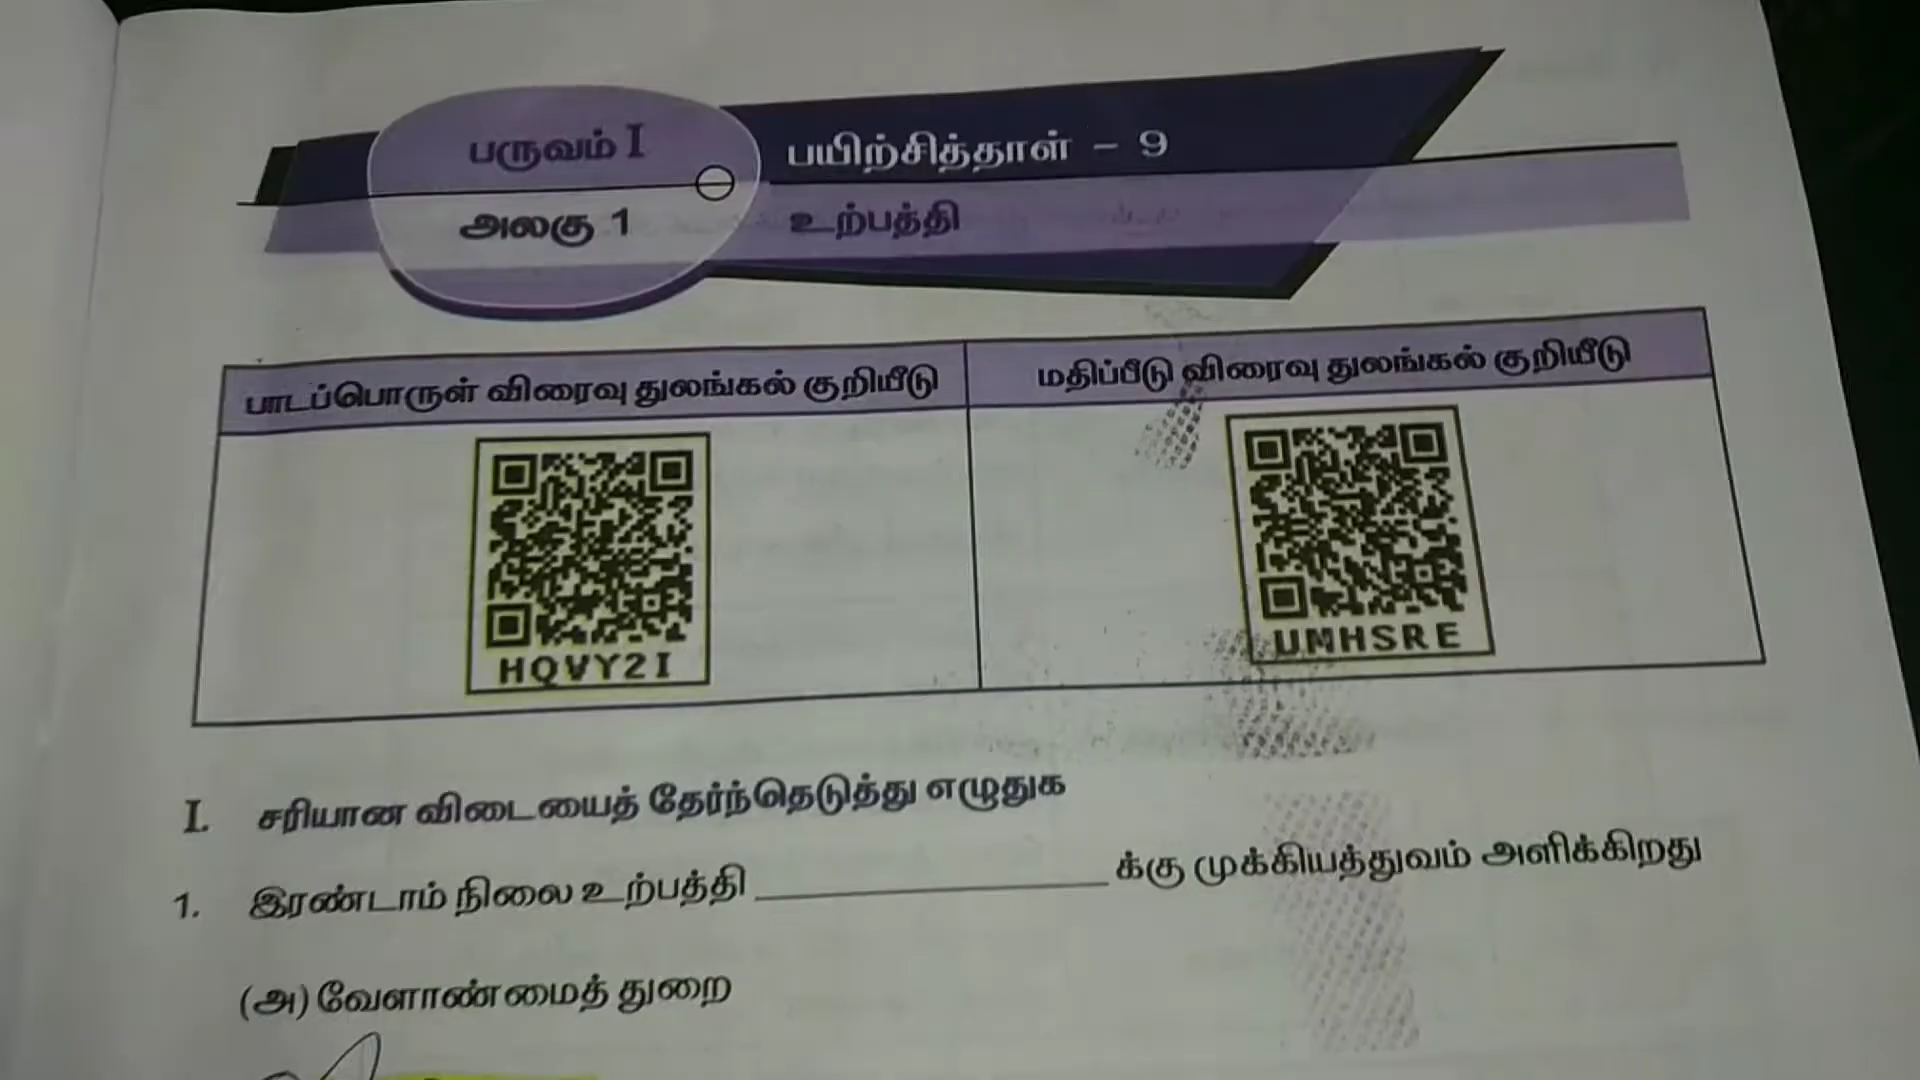 பருவம் I
பயிற்சித்தாள் – 9
அலகு 1
உற்பத்தி
பாடப்பொருள் விரைவு துலங்கல் குறியீடு
மதிப்பீடு விரைவு துலங்கல் குறியீடு
HQVY2I
UMHSRE
I. சரியான விடையைத் தேர்ந்தெடுத்து எழுதுக
1. இரண்டாம் நிலை உற்பத்தி ____________ க்கு முக்கியத்துவம் அளிக்கிறது
(அ) வேளாண்மைத் துறை